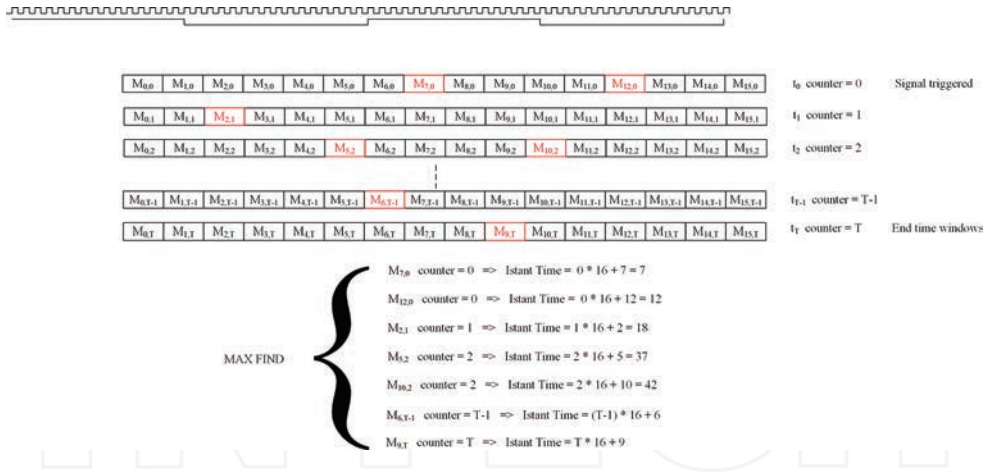 M0,0 M1,0 M2,0 M3,0 M4,0 M5,0 M6,0 M7,0 M8,0 M9,0 M10,0 M11,0 M12,0 M13,0 M14,0 M15,0 t0 counter = 0 Signal triggered
M0,1 M1,1 M2,1 M3,1 M4,1 M5,1 M6,1 M7,1 M8,1 M9,1 M10,1 M11,1 M12,1 M13,1 M14,1 M15,1 t1 counter = 1
M0,2 M1,2 M2,2 M3,2 M4,2 M5,2 M6,2 M7,2 M8,2 M9,2 M10,2 M11,2 M12,2 M13,2 M14,2 M15,2 t2 counter = 2
M0,T-1 M1,T-1 M2,T-1 M3,T-1 M4,T-1 M5,T-1 M6,T-1 M7,T-1 M8,T-1 M9,T-1 M10,T-1 M11,T-1 M12,T-1 M13,T-1 M14,T-1 M15,T-1 tT-1 counter = T-1
M0,T M1,T M2,T M3,T M4,T M5,T M6,T M7,T M8,T M9,T M10,T M11,T M12,T M13,T M14,T M15,T tT counter = T End time windows
MAX FIND
M7,0 counter = 0 => Istant Time = 0 * 16 + 7 = 7
M12,0 counter = 0 => Istant Time = 0 * 16 + 12 = 12
M2,1 counter = 1 => Istant Time = 1 * 16 + 2 = 18
M5,2 counter = 2 => Istant Time = 2 * 16 + 5 = 37
M10,2 counter = 2 => Istant Time = 2 * 16 + 10 = 42
M6,T-1 counter = T-1 => Istant Time = (T-1) * 16 + 6
M9,T counter = T => Istant Time = T * 16 + 9